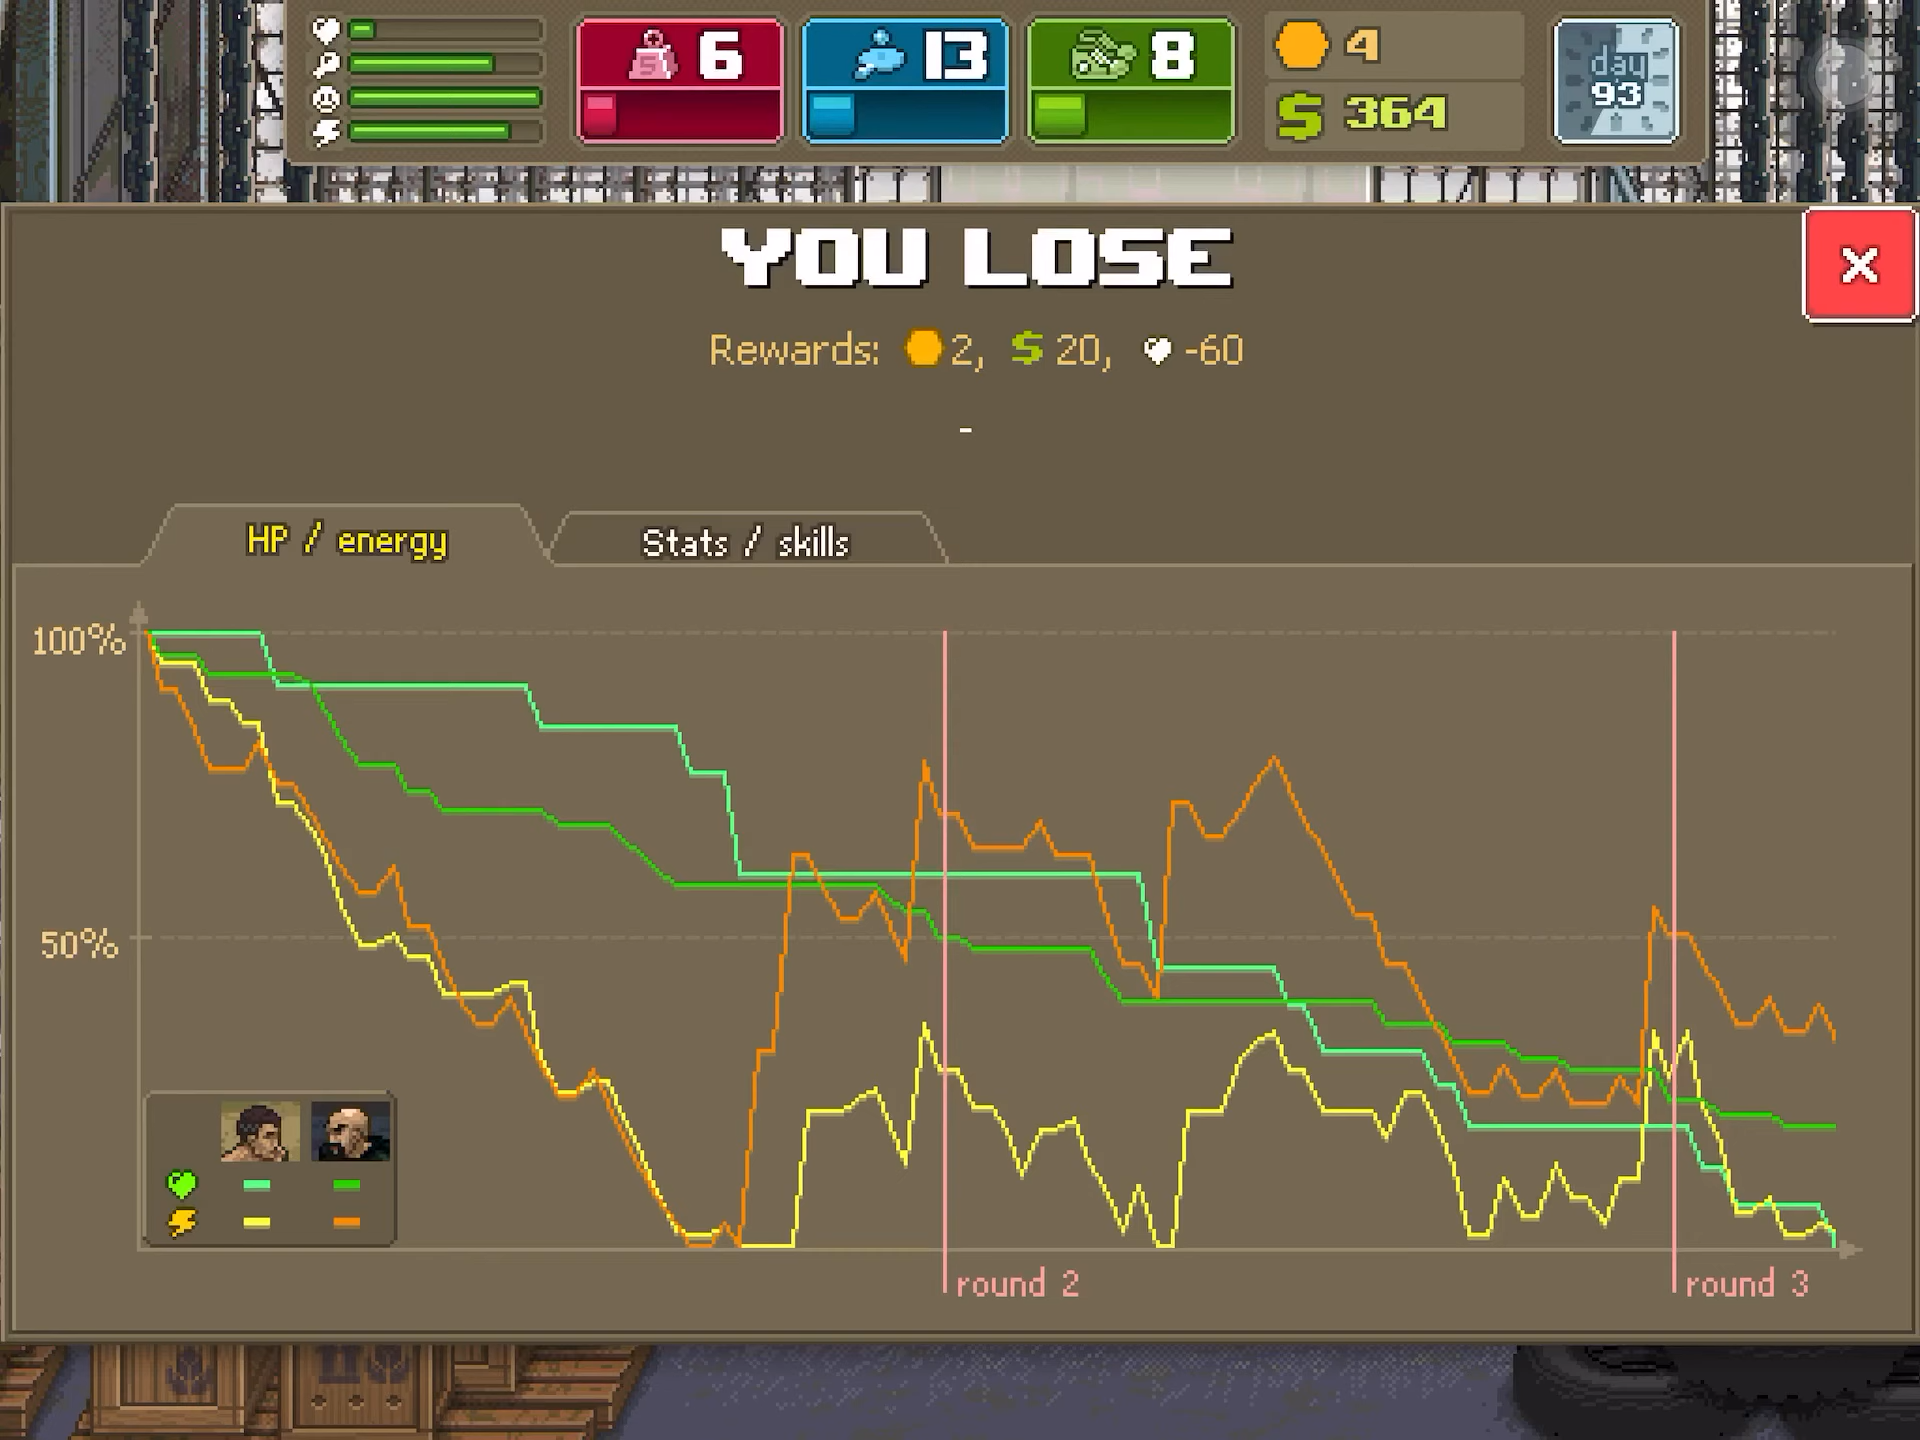 6
13
8
4
$ 364
day
93
YOU LOSE
Rewards: 2, $ 20, -60
-
HP / energy
Stats / skills
100%
50%
round 2
round 3